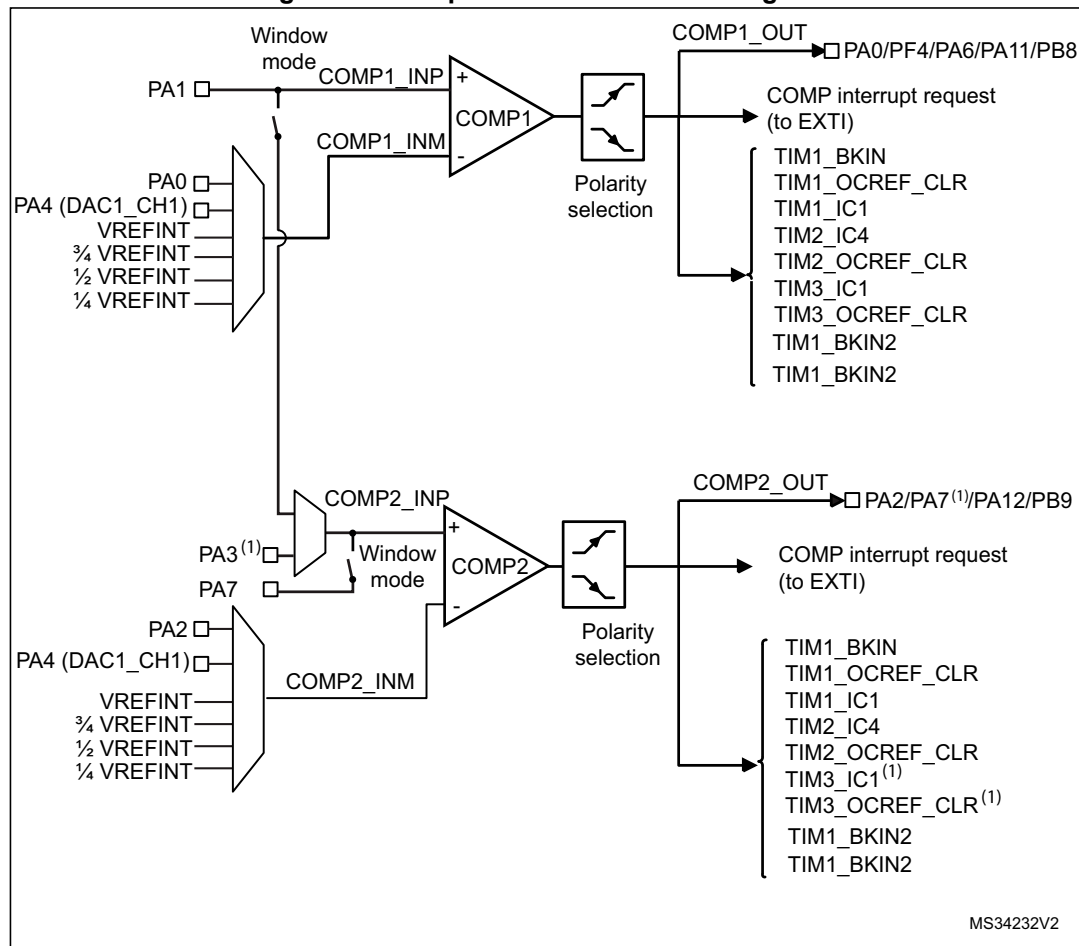 Window
mode
COMP1_INP
PA1
COMP1_INM
+
COMP1
-
PA0
PA4 (DAC1_CH1)
VREFINT
¾ VREFINT
½ VREFINT
¼ VREFINT
Polarity
selection
COMP1_OUT
PA0/PF4/PA6/PA11/PB8
COMP interrupt request
(to EXTI)
TIM1_BKIN
TIM1_OCREF_CLR
TIM1_IC1
TIM2_IC4
TIM2_OCREF_CLR
TIM3_IC1
TIM3_OCREF_CLR
TIM1_BKIN2
TIM1_BKIN2
COMP2_INP
PA3(1)
Window
mode
PA7
+
COMP2
-
PA2
PA4 (DAC1_CH1)
COMP2_INM
VREFINT
¾ VREFINT
½ VREFINT
¼ VREFINT
Polarity
selection
COMP2_OUT
PA2/PA7(1)/PA12/PB9
COMP interrupt request
(to EXTI)
TIM1_BKIN
TIM1_OCREF_CLR
TIM1_IC1
TIM2_IC4
TIM2_OCREF_CLR
TIM3_IC1(1)
TIM3_OCREF_CLR(1)
TIM1_BKIN2
TIM1_BKIN2
MS34232V2